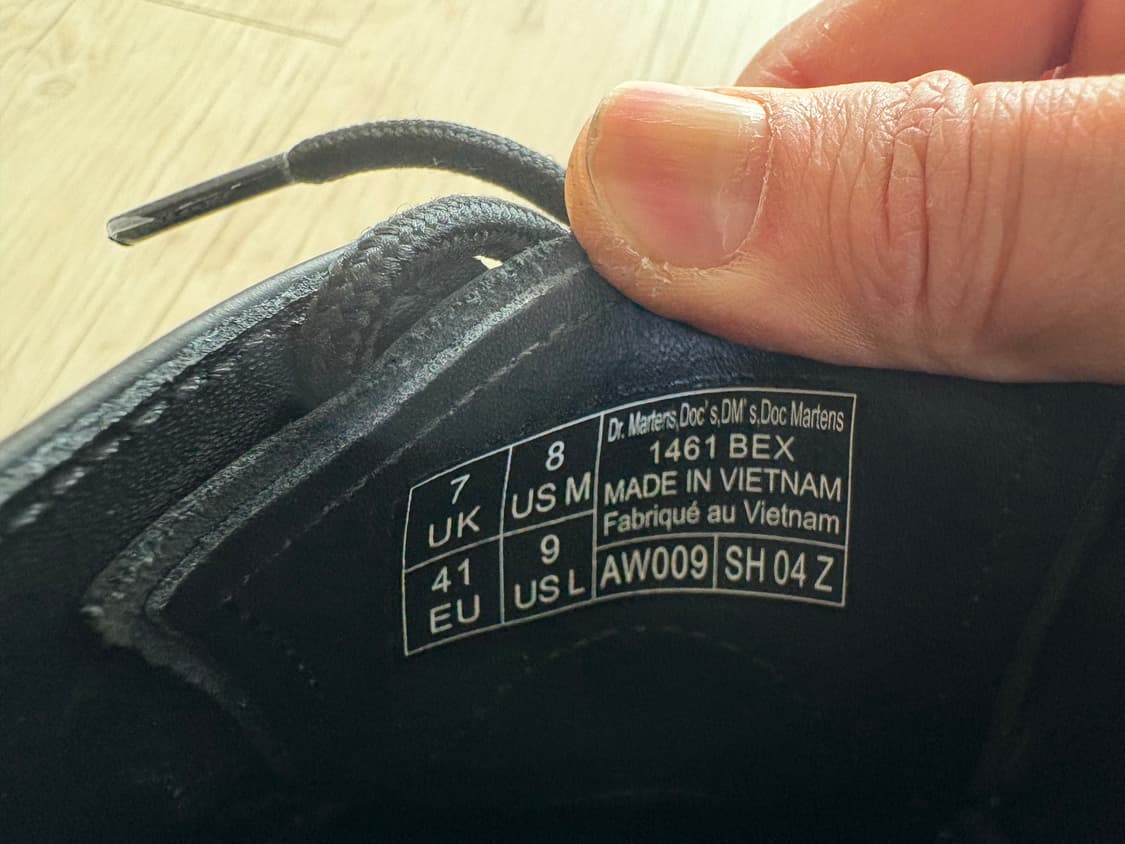 7
UK
8
US M
41
EU
9
US L
Dr. Martens,Doc's,DM's,Doc Martens
1461 BEX
MADE IN VIETNAM
Fabriqué au Vietnam
AW009
SH 04 Z